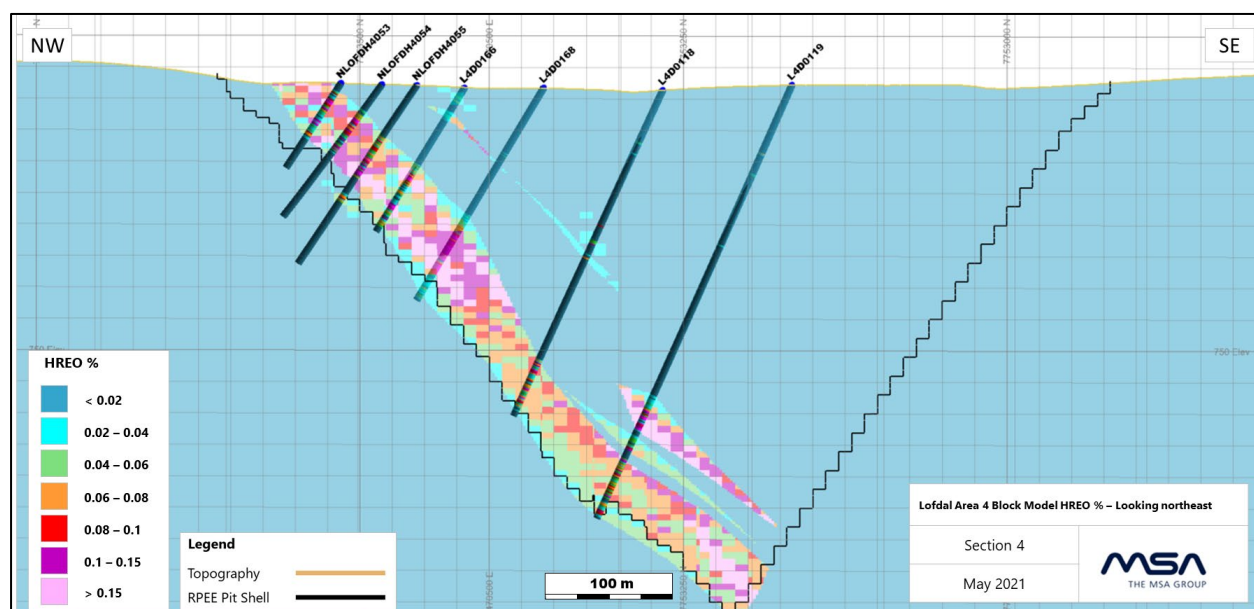 NW
SE
NLOFDH4053
NLOFDH4054
NLOFDH4055
L4D0166
L4D0168
L4D0118
L4D0119
7753000 N
750 Elev
HREO %
< 0.02
0.02 – 0.04
0.04 – 0.06
0.06 – 0.08
0.08 – 0.1
0.1 – 0.15
> 0.15
Legend
Topography
RPEE Pit Shell
100 m
Lofdal Area 4 Block Model HREO % – Looking northeast
Section 4
May 2021
MSA
THE MSA GROUP